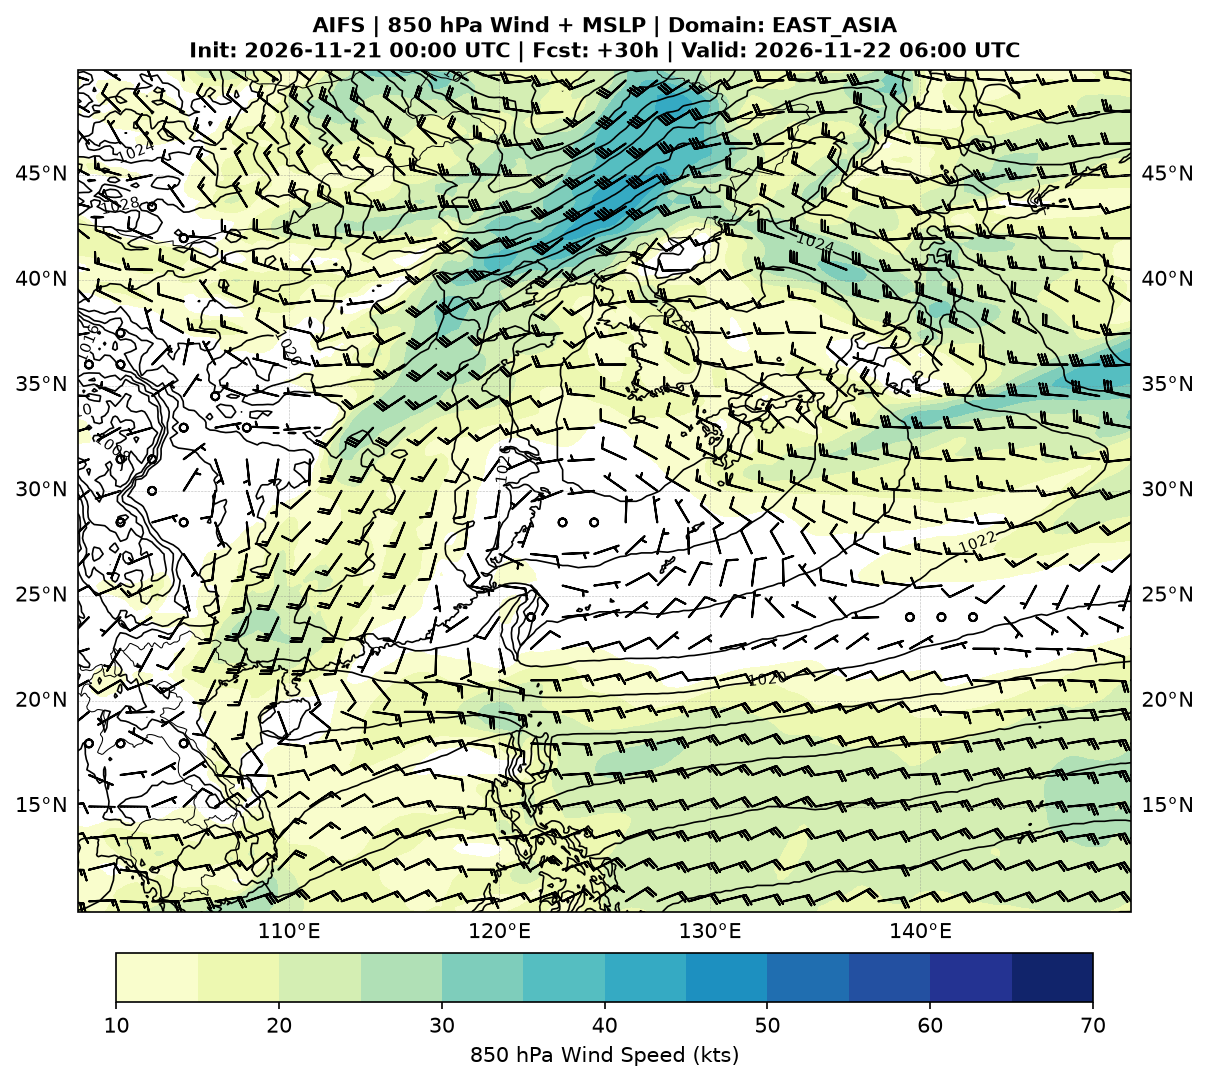 AIFS | 850 hPa Wind + MSLP | Domain: EAST_ASIA
Init: 2026-11-21 00:00 UTC | Fcst: +30h | Valid: 2026-11-22 06:00 UTC
45°N
40°N
35°N
30°N
25°N
20°N
15°N
45°N
40°N
35°N
30°N
25°N
20°N
15°N
1024
1028
1024
1022
1020
110°E
120°E
130°E
140°E
10
20
30
40
50
60
70
850 hPa Wind Speed (kts)